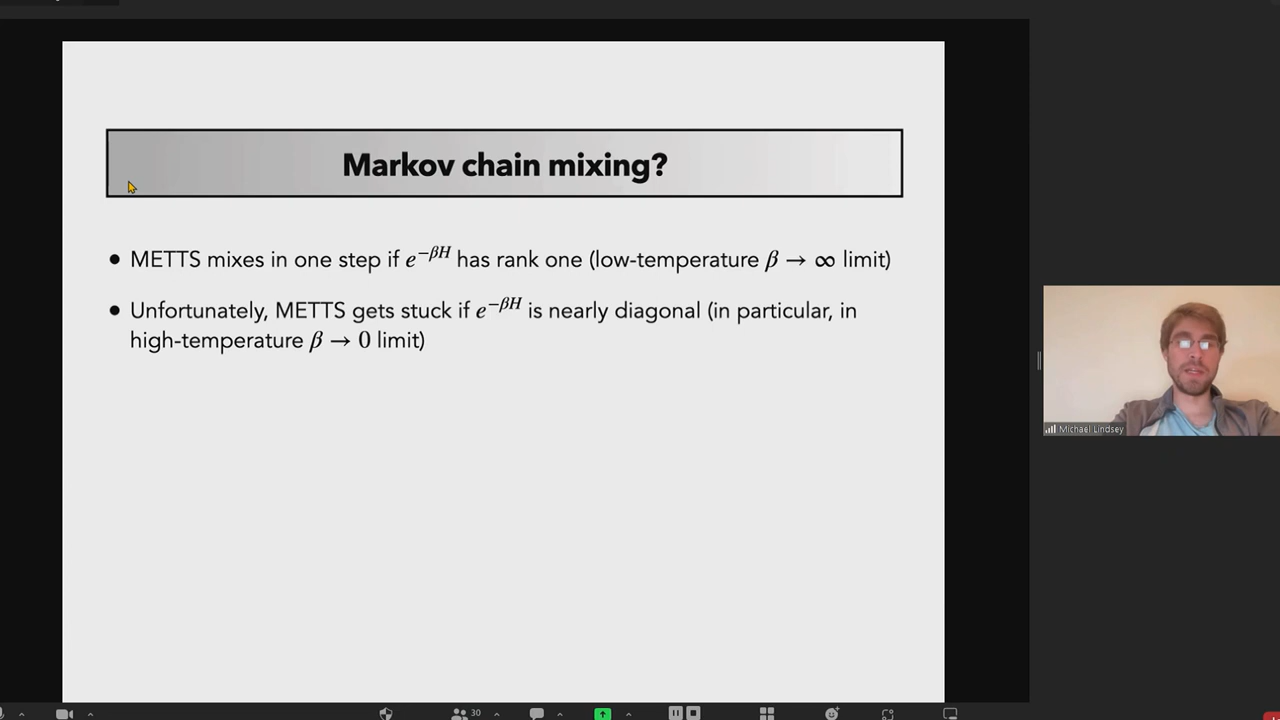 Markov chain mixing?
• METTS mixes in one step if e^{-βH} has rank one (low-temperature β → ∞ limit)
• Unfortunately, METTS gets stuck if e^{-βH} is nearly diagonal (in particular, in
high-temperature β → 0 limit)
Michael Lindsey
30